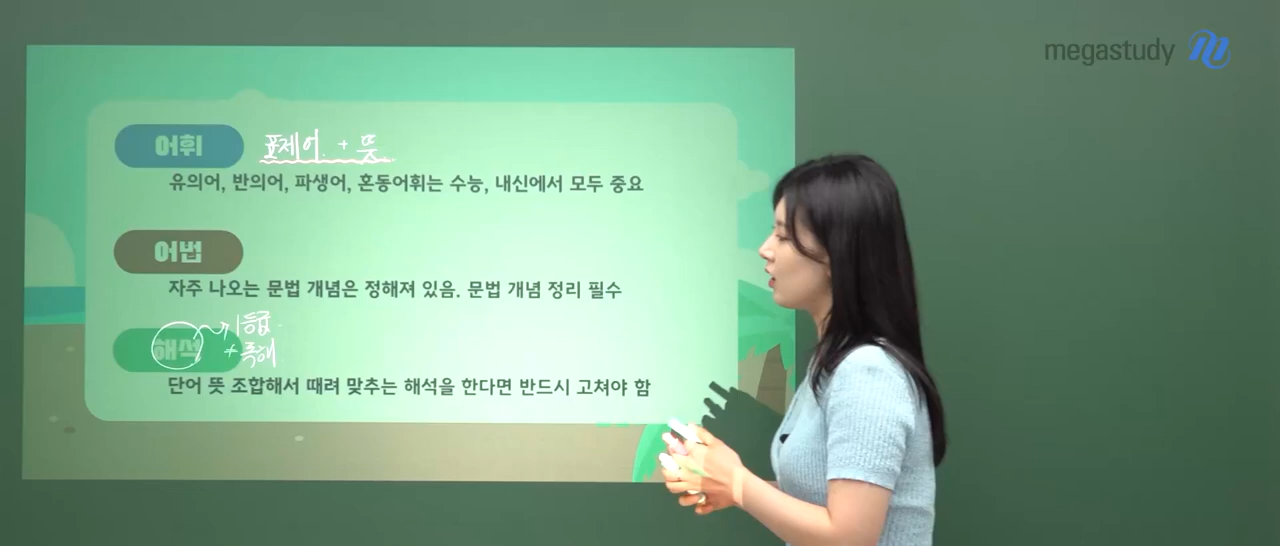 megastudy
어휘 표제어 + 뜻
유의어, 반의어, 파생어, 혼동어휘는 수능, 내신에서 모두 중요
어법
자주 나오는 문법 개념은 정해져 있음. 문법 개념 정리 필수
1등급
해석 + 독해
단어 뜻 조합해서 때려 맞추는 해석을 한다면 반드시 고쳐야 함